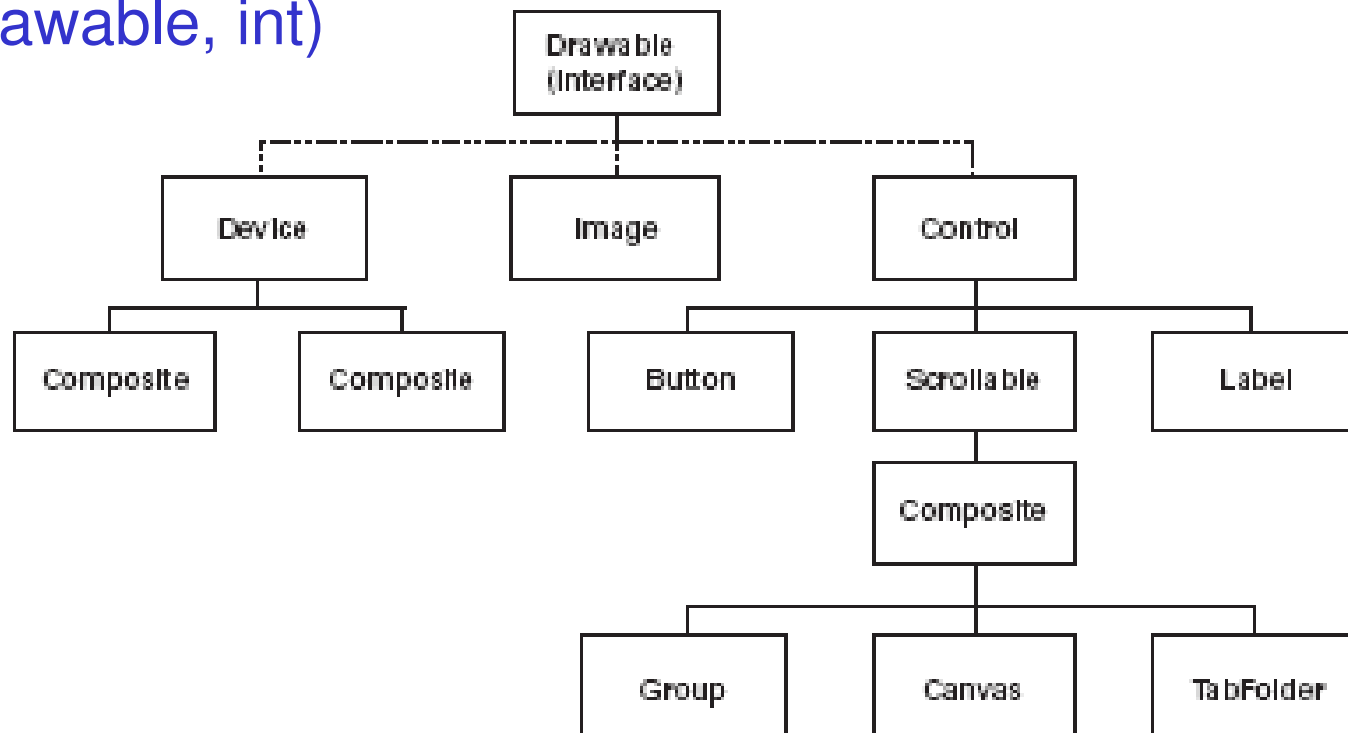 awable, int)
Drawable
(Interface)
Device
Image
Control
Composite
Composite
Button
Scrollable
Label
Composite
Group
Canvas
TabFolder